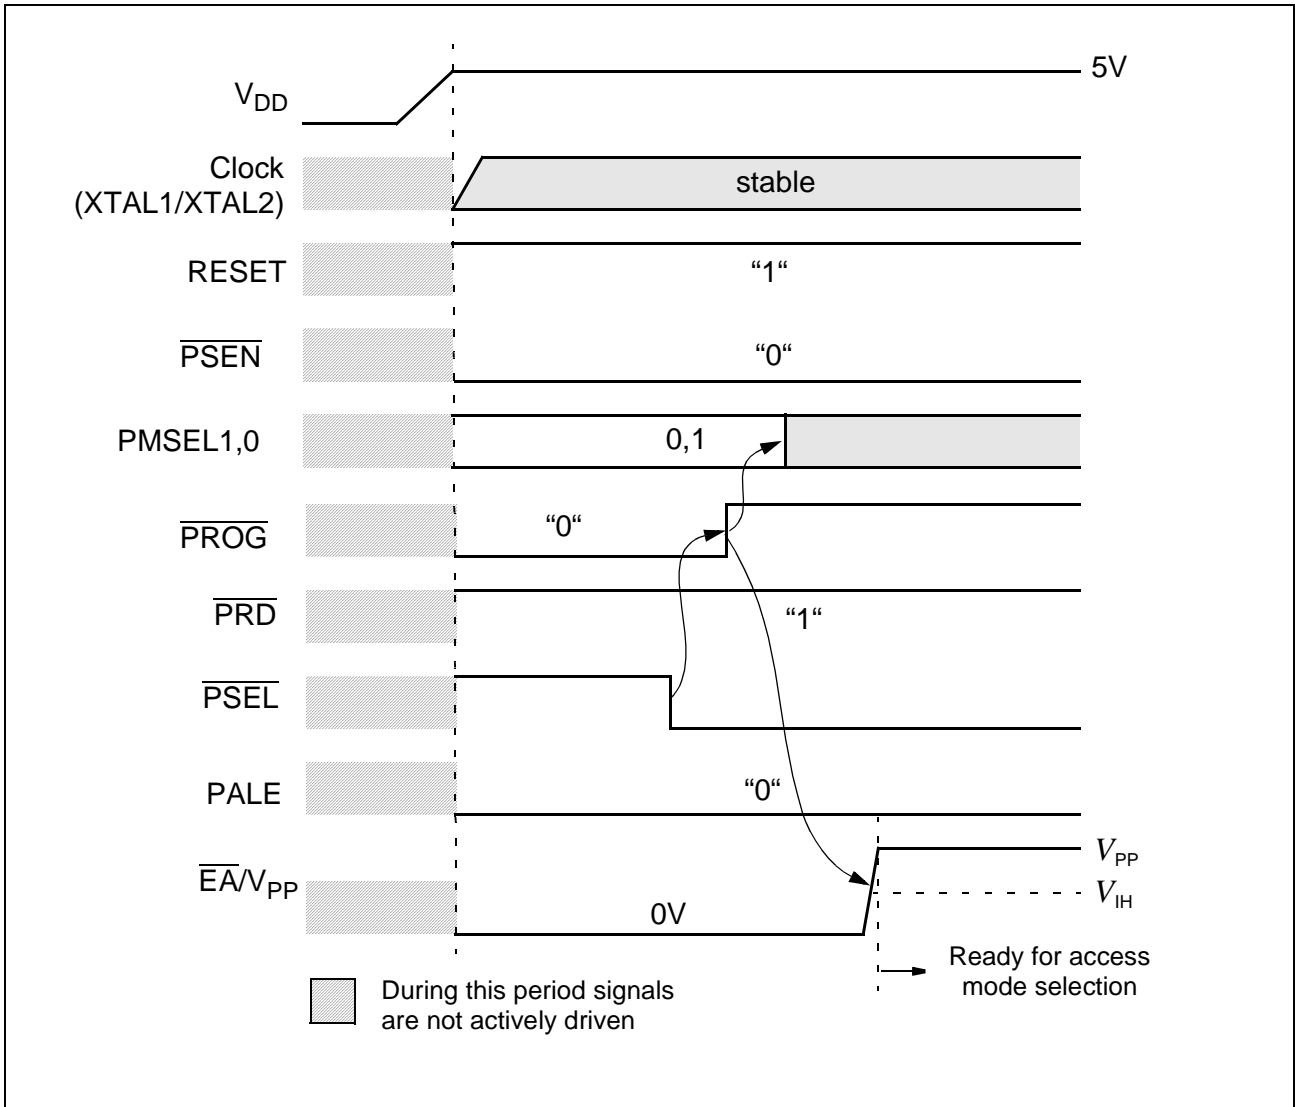 5V
VDD
Clock
(XTAL1/XTAL2)
stable
RESET
“1“
PSEN
“0“
PMSEL1,0
0,1
PROG
“0“
PRD
“1“
PSEL
PALE
“0“
EA/VPP
0V
VPP
VIH
Ready for access
mode selection
During this period signals
are not actively driven